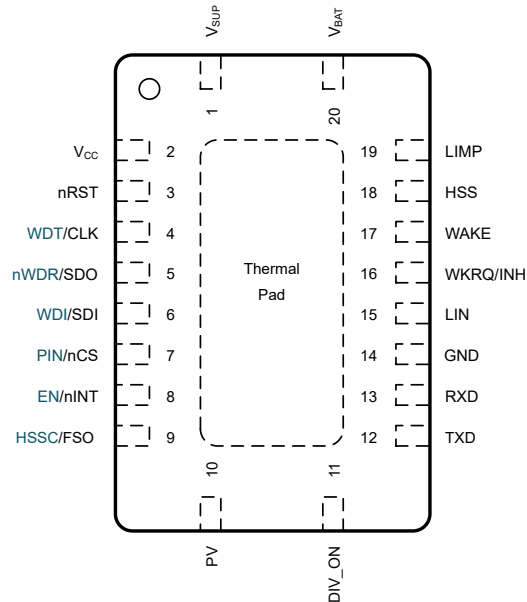 VSUP
VBAT
1
20
VCC 2
19 LIMP
nRST 3
18 HSS
WDT/CLK 4
17 WAKE
nWDR/SDO 5
16 WKRQ/INH
Thermal
Pad
WDI/SDI 6
15 LIN
PIN/nCS 7
14 GND
EN/nINT 8
13 RXD
HSSC/FSO 9
12 TXD
10
11
PV
DIV_ON